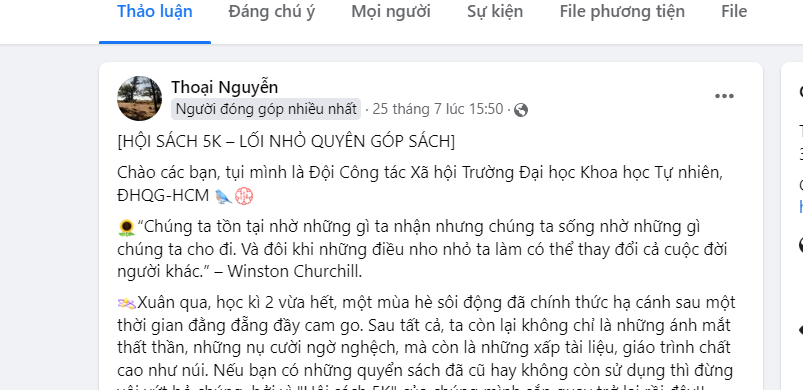 Thảo luận Đáng chú ý Mọi người Sự kiện File phương tiện File
Thoại Nguyễn
Người đóng góp nhiều nhất · 25 tháng 7 lúc 15:50 ·
[HỘI SÁCH 5K – LỐI NHỎ QUYÊN GÓP SÁCH]
Chào các bạn, tụi mình là Đội Công tác Xã hội Trường Đại học Khoa học Tự nhiên,
ĐHQG-HCM
“Chúng ta tồn tại nhờ những gì ta nhận nhưng chúng ta sống nhờ những gì
chúng ta cho đi. Và đôi khi những điều nho nhỏ ta làm có thể thay đổi cả cuộc đời
người khác.” – Winston Churchill.
Xuân qua, học kì 2 vừa hết, một mùa hè sôi động đã chính thức hạ cánh sau một
thời gian đằng đẵng đầy cam go. Sau tất cả, ta còn lại không chỉ là những ánh mắt
thất thần, những nụ cười ngờ nghệch, mà còn là những xấp tài liệu, giáo trình chất
cao như núi. Nếu bạn có những quyển sách đã cũ hay không còn sử dụng thì đừng